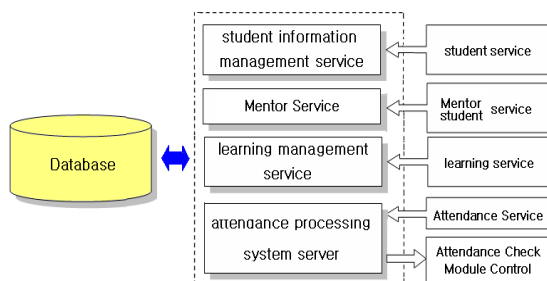 student information
management service
student service
Mentor Service
Mentor
student service
Database
learning management
service
learning service
attendance processing
system server
Attendance Service
Attendance Check
Module Control